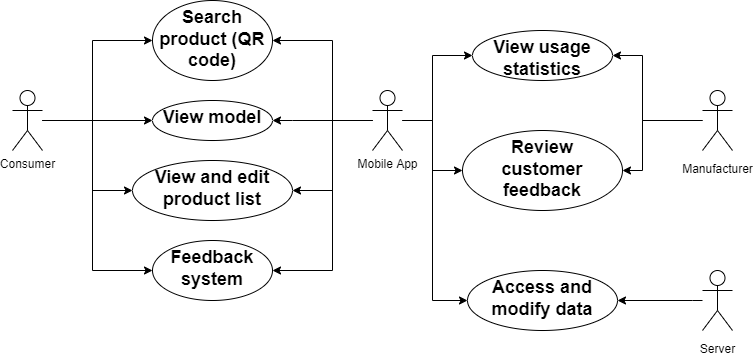 Search
product (QR
code)
View usage
statistics
View model
Consumer
Mobile App
Review
customer
feedback
Manufacturer
View and edit
product list
Feedback
system
Access and
modify data
Server